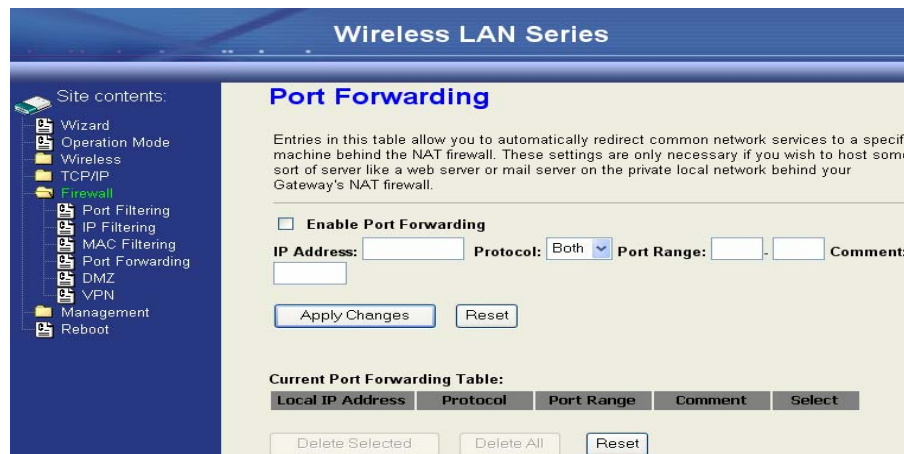 Wireless LAN Series
Site contents:
Wizard
Operation Mode
Wireless
TCP/IP
Firewall
Port Filtering
IP Filtering
MAC Filtering
Port Forwarding
DMZ
VPN
Management
Reboot
Port Forwarding
Entries in this table allow you to automatically redirect common network services to a specif
machine behind the NAT firewall. These settings are only necessary if you wish to host som
sort of server like a web server or mail server on the private local network behind your
Gateway's NAT firewall.
Enable Port Forwarding
IP Address: Protocol: Both Port Range: - Comment:
Apply Changes Reset
Current Port Forwarding Table:
Local IP Address Protocol Port Range Comment Select
Delete Selected Delete All Reset